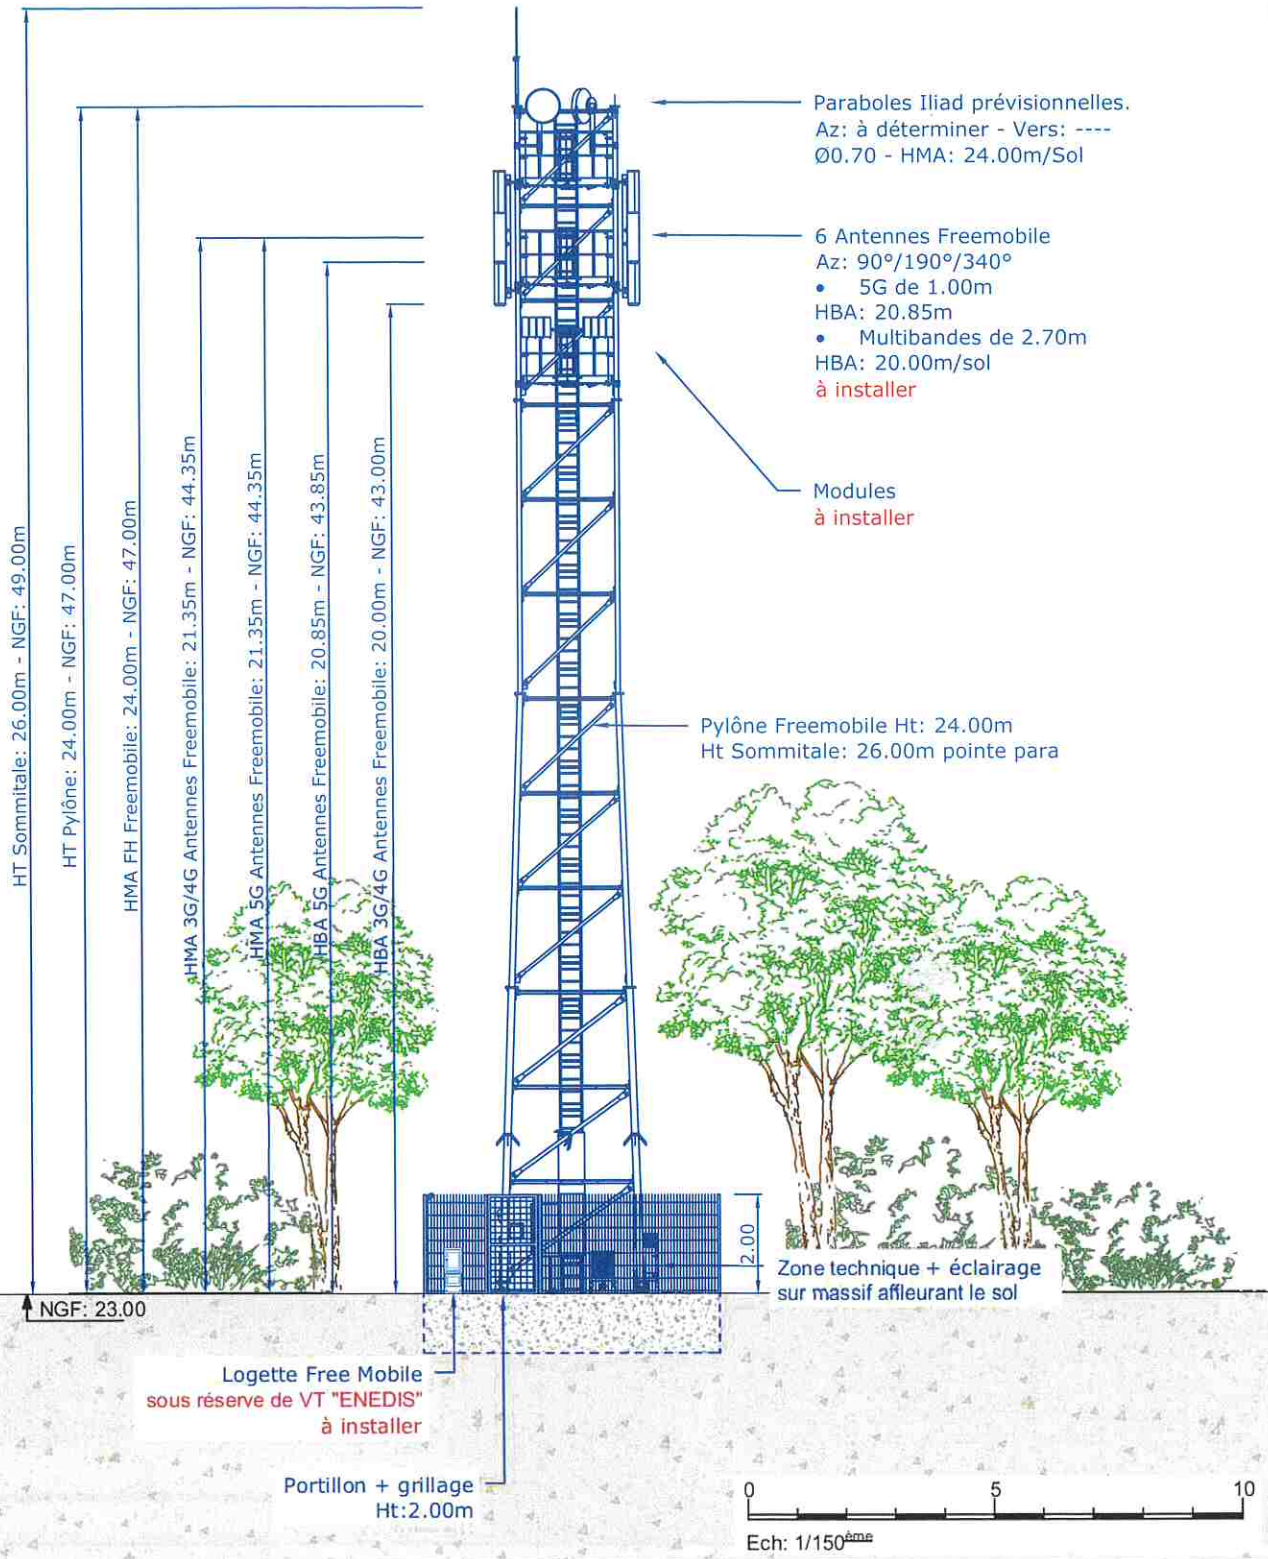 Paraboles Iliad prévisionnelles.
Az: à déterminer - Vers: ----
Ø0.70 - HMA: 24.00m/Sol
6 Antennes Freemobile
Az: 90°/190°/340°
• 5G de 1.00m
HBA: 20.85m
• Multibandes de 2.70m
HBA: 20.00m/sol
à installer
Modules
à installer
HT Sommitale: 26.00m - NGF: 49.00m
HT Pylône: 24.00m - NGF: 47.00m
HMA FH Freemobile: 24.00m - NGF: 47.00m
HMA 3G/4G Antennes Freemobile: 21.35m - NGF: 44.35m
HMA 5G Antennes Freemobile: 21.35m - NGF: 44.35m
HBA 5G Antennes Freemobile: 20.85m - NGF: 43.85m
HBA 3G/4G Antennes Freemobile: 20.00m - NGF: 43.00m
Pylône Freemobile Ht: 24.00m
Ht Sommitale: 26.00m pointe para
2.00
Zone technique + éclairage
sur massif affleurant le sol
NGF: 23.00
Logette Free Mobile
sous réserve de VT "ENEDIS"
à installer
Portillon + grillage
Ht:2.00m
0 5 10
Ech: 1/150ème